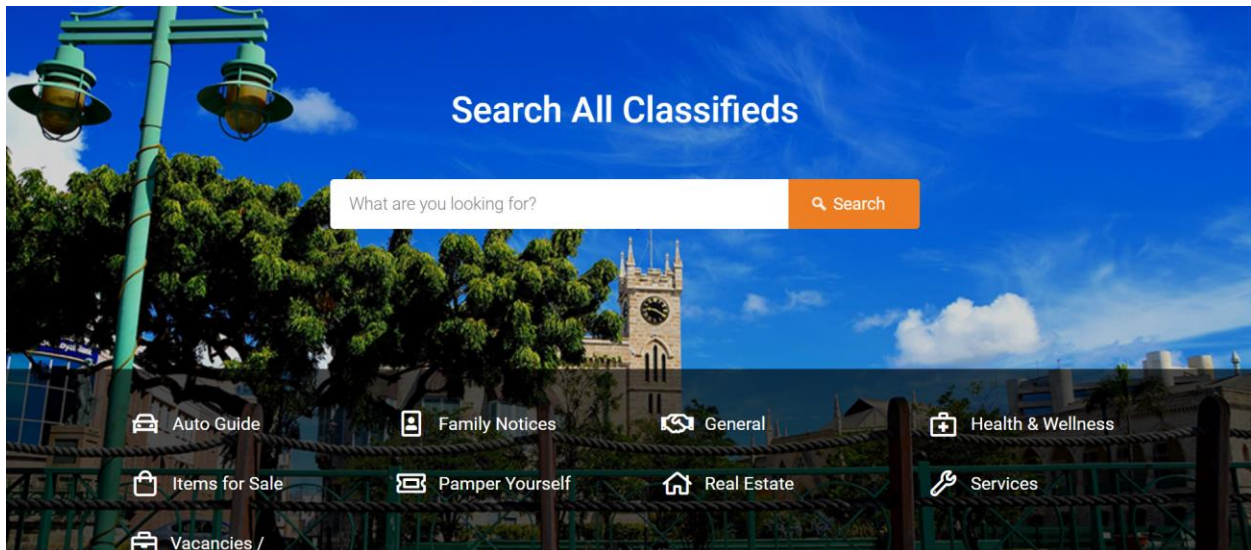 Search All Classifieds
What are you looking for?
Search
Auto Guide
Family Notices
General
Health & Wellness
Items for Sale
Pamper Yourself
Real Estate
Services
Vacancies /